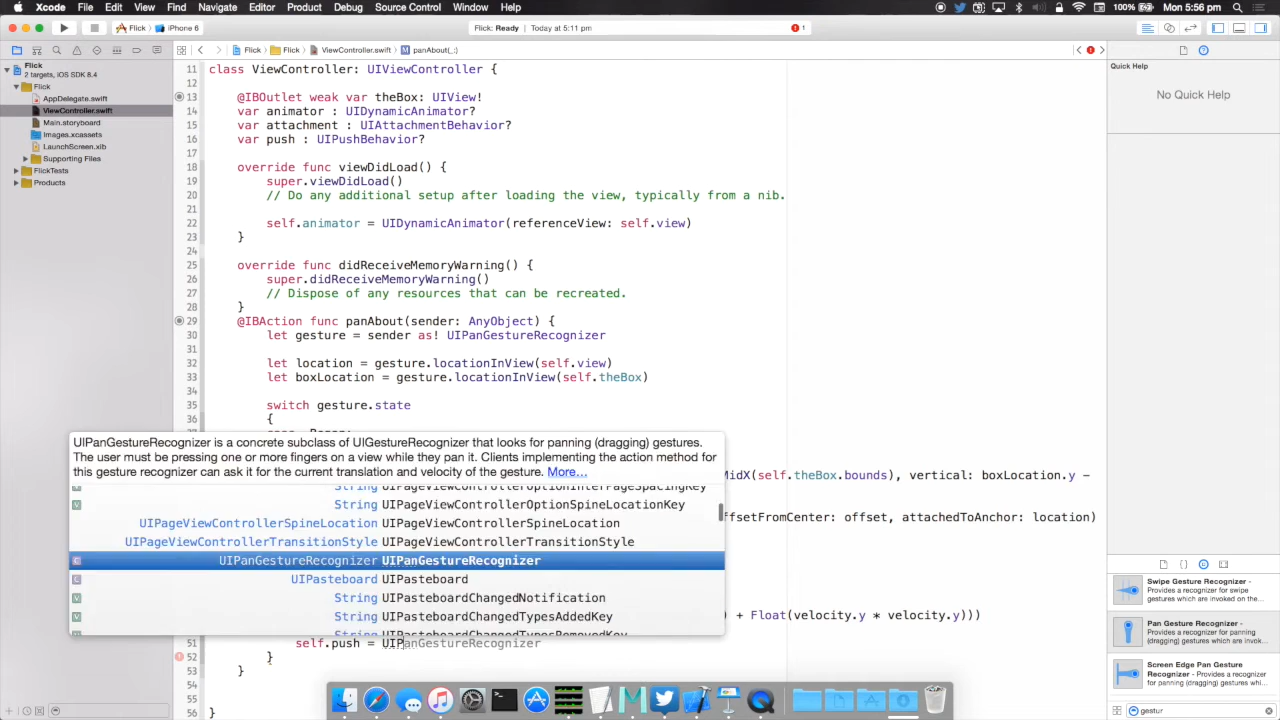 Xcode File Edit View Find Navigate Editor Product Debug Source Control Window Help 100% Mon 5:56 pm
Flick iPhone 6 Flick: Ready Today at 5:11 pm 1
Flick Flick ViewController.swift panAbout(_:)
Flick
2 targets, iOS SDK 8.4
Flick
AppDelegate.swift
ViewController.swift
Main.storyboard
Images.xcassets
LaunchScreen.xib
Supporting Files
FlickTests
Products
11 class ViewController: UIViewController {
12
13 @IBOutlet weak var theBox: UIView!
14 var animator : UIDynamicAnimator?
15 var attachment : UIAttachmentBehavior?
16 var push : UIPushBehavior?
17
18 override func viewDidLoad() {
19 super.viewDidLoad()
20 // Do any additional setup after loading the view, typically from a nib.
21
22 self.animator = UIDynamicAnimator(referenceView: self.view)
23 }
24
25 override func didReceiveMemoryWarning() {
26 super.didReceiveMemoryWarning()
27 // Dispose of any resources that can be recreated.
28 }
29 @IBAction func panAbout(sender: AnyObject) {
30 let gesture = sender as! UIPanGestureRecognizer
31
32 let location = gesture.locationInView(self.view)
33 let boxLocation = gesture.locationInView(self.theBox)
34
35 switch gesture.state
36 {
UIPanGestureRecognizer is a concrete subclass of UIGestureRecognizer that looks for panning (dragging) gestures.
The user must be pressing one or more fingers on a view while they pan it. Clients implementing the action method for
this gesture recognizer can ask it for the current translation and velocity of the gesture. More...
MidX(self.theBox.bounds), vertical: boxLocation.y -
String UIPageViewControllerOptionInterPageSpacingKey
String UIPageViewControllerOptionSpineLocationKey
ffsetFromCenter: offset, attachedToAnchor: location)
UIPageViewControllerSpineLocation UIPageViewControllerSpineLocation
UIPageViewControllerTransitionStyle UIPageViewControllerTransitionStyle
UIPanGestureRecognizer UIPanGestureRecognizer
UIPasteboard UIPasteboard
String UIPasteboardChangedNotification
String UIPasteboardChangedTypesAddedKey
) + Float(velocity.y * velocity.y)))
String UIPasteboardChangedTypesRemovedKey
51 self.push = UIPanGestureRecognizer
52 }
53 }
54
55
56 }
Quick Help
No Quick Help
Swipe Gesture Recognizer -
Provides a recognizer for swipe
gestures which are invoked on the...
Pan Gesture Recognizer -
Provides a recognizer for panning
(dragging) gestures which are invok...
Screen Edge Pan Gesture
Recognizer - Provides a recognizer
for panning (dragging) gestures whi...
gestur